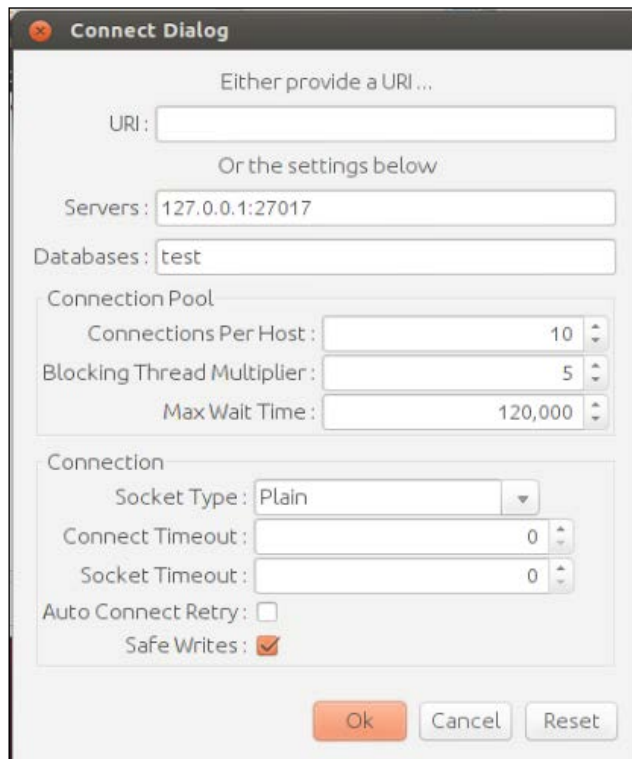 Connect Dialog
Either provide a URI...
URI :
Or the settings below
Servers : 127.0.0.1:27017
Databases : test
Connection Pool
Connections Per Host : 10
Blocking Thread Multiplier : 5
Max Wait Time : 120,000
Connection
Socket Type : Plain
Connect Timeout : 0
Socket Timeout : 0
Auto Connect Retry :
Safe Writes :
Ok Cancel Reset